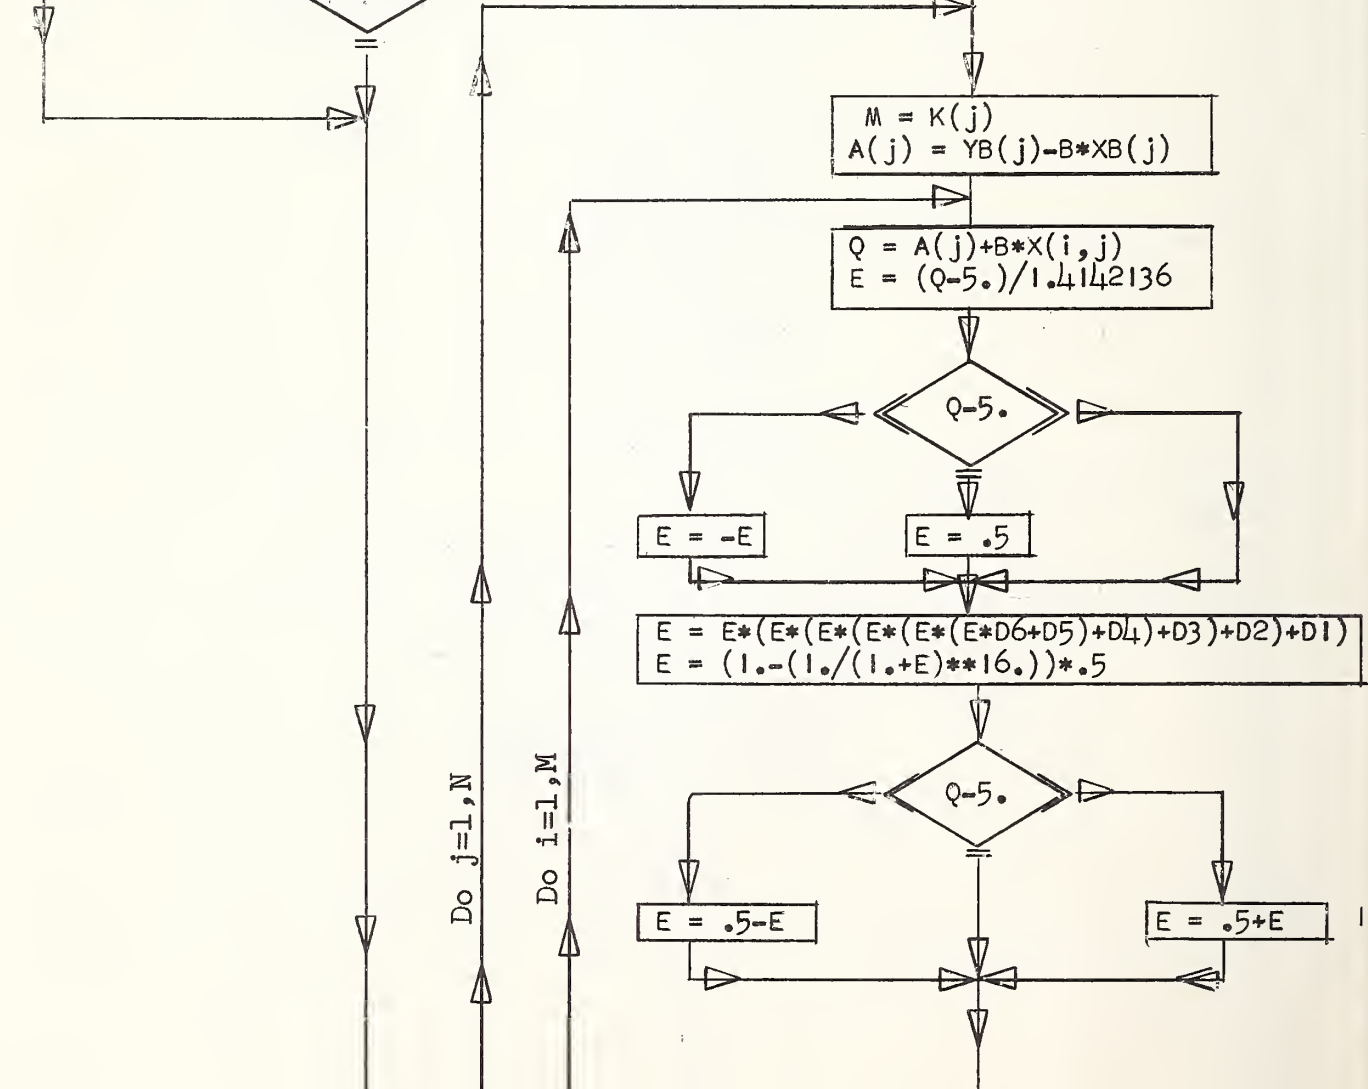 =
M = K(j)
A(j) = YB(j)-B*XB(j)
Q = A(j)+B*X(i,j)
E = (Q-5.)/1.4142136
Q-5.
=
E = -E
E = .5
E = E*(E*(E*(E*(E*(E*D6+D5)+D4)+D3)+D2)+D1)
E = (1.-(1./(1.+E)**16.))*.5
Do j=1,N
Do i=1,M
Q-5.
=
E = .5-E
E = .5+E